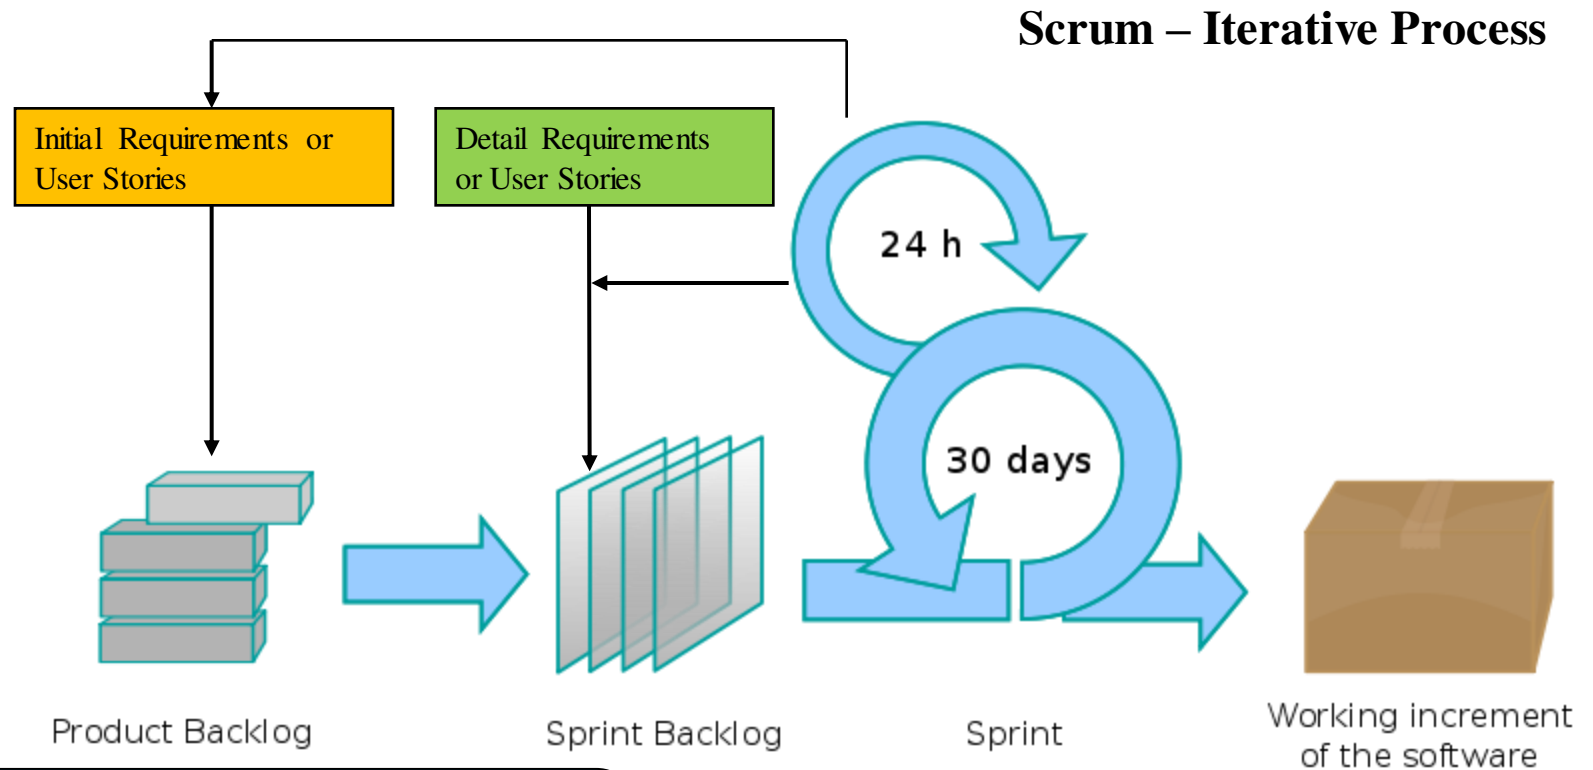 Scrum – Iterative Process
Initial Requirements or
User Stories
Detail Requirements
or User Stories
24 h
30 days
Product Backlog
Sprint Backlog
Sprint
Working increment
of the software